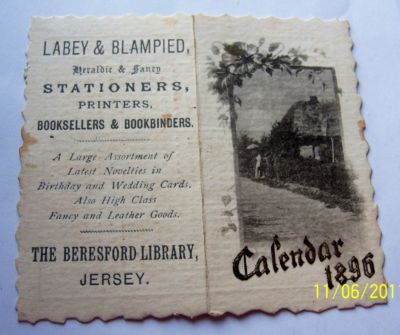 LABEY & BLAMPIED,
Heraldic & Fancy
STATIONERS,
PRINTERS,
BOOKSELLERS & BOOKBINDERS.
A Large Assortment of
Latest Novelties in
Birthday and Wedding Cards.
Also High Class
Fancy and Leather Goods.
THE BERESFORD LIBRARY,
JERSEY.
Calendar
1896
11/06/201